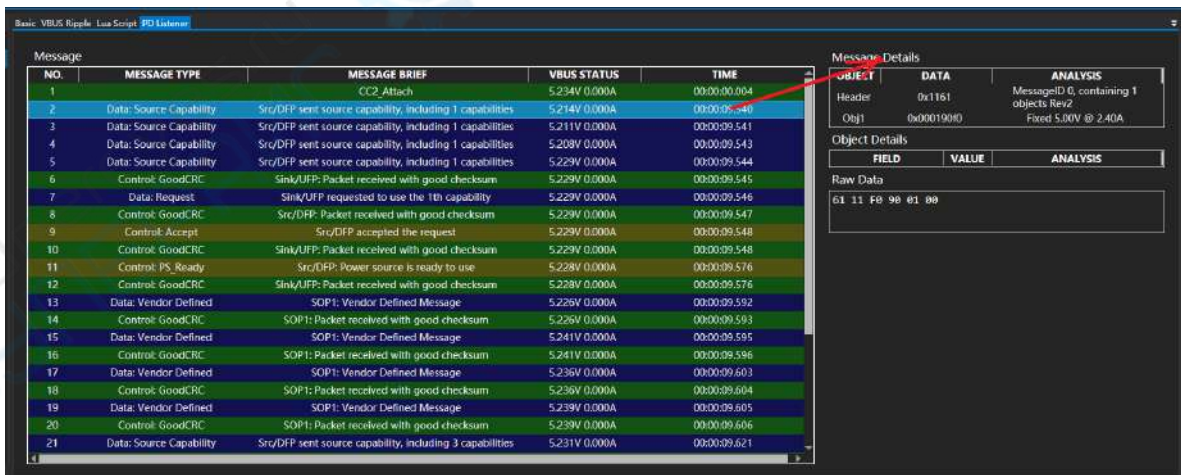 Basic VBUS Ripple Lua Script PD Listener
Message
NO. MESSAGE TYPE MESSAGE BRIEF VBUS STATUS TIME
1 CC2_Attach 5.234V 0.000A 00:00:00.004
2 Data: Source Capability Src/DFP sent source capability, including 1 capabilities 5.214V 0.000A 00:00:09.540
3 Data: Source Capability Src/DFP sent source capability, including 1 capabilities 5.211V 0.000A 00:00:09.541
4 Data: Source Capability Src/DFP sent source capability, including 1 capabilities 5.208V 0.000A 00:00:09.543
5 Data: Source Capability Src/DFP sent source capability, including 1 capabilities 5.229V 0.000A 00:00:09.544
6 Control: GoodCRC Sink/UFP: Packet received with good checksum 5.229V 0.000A 00:00:09.545
7 Data: Request Sink/UFP requested to use the 1th capability 5.229V 0.000A 00:00:09.546
8 Control: GoodCRC Src/DFP: Packet received with good checksum 5.229V 0.000A 00:00:09.547
9 Control: Accept Src/DFP accepted the request 5.229V 0.000A 00:00:09.548
10 Control: GoodCRC Sink/UFP: Packet received with good checksum 5.229V 0.000A 00:00:09.548
11 Control: PS_Ready Src/DFP: Power source is ready to use 5.228V 0.000A 00:00:09.576
12 Control: GoodCRC Sink/UFP: Packet received with good checksum 5.228V 0.000A 00:00:09.576
13 Data: Vendor Defined SOP1: Vendor Defined Message 5.226V 0.000A 00:00:09.592
14 Control: GoodCRC SOP1: Packet received with good checksum 5.226V 0.000A 00:00:09.593
15 Data: Vendor Defined SOP1: Vendor Defined Message 5.241V 0.000A 00:00:09.595
16 Control: GoodCRC SOP1: Packet received with good checksum 5.241V 0.000A 00:00:09.596
17 Data: Vendor Defined SOP1: Vendor Defined Message 5.236V 0.000A 00:00:09.603
18 Control: GoodCRC SOP1: Packet received with good checksum 5.236V 0.000A 00:00:09.604
19 Data: Vendor Defined SOP1: Vendor Defined Message 5.239V 0.000A 00:00:09.605
20 Control: GoodCRC SOP1: Packet received with good checksum 5.239V 0.000A 00:00:09.606
21 Data: Source Capability Src/DFP sent source capability, including 3 capabilities 5.231V 0.000A 00:00:09.621
Message Details
OBJECT DATA ANALYSIS
Header 0x1161 MessageID 0, containing 1
objects Rev2
Obj1 0x000190f0 Fixed 5.00V @ 2.40A
Object Details
FIELD VALUE ANALYSIS
Raw Data
61 11 F0 90 01 00